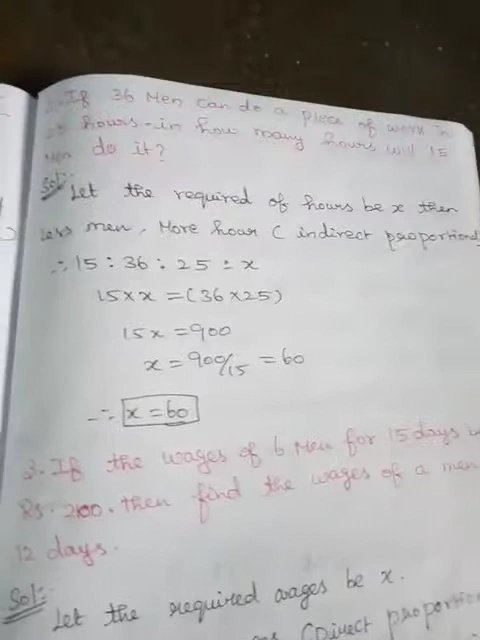 2. If 36 Men can do a piece of work in
25 hours. in how many hours will 15
Men do it?
Sol:-
Let the required of hours be x then
Less men, More hour ( indirect proportional
∴ 15 : 36 : 25 : x
15 × x = (36 × 25)
15x = 900
x = 900/15 = 60
∴ x = 60
3. If the wages of 6 Men for 15 days
Rs. 2100. then find the wages of a men
12 days.
Sol:-
Let the required wages be x.
(Direct proportion